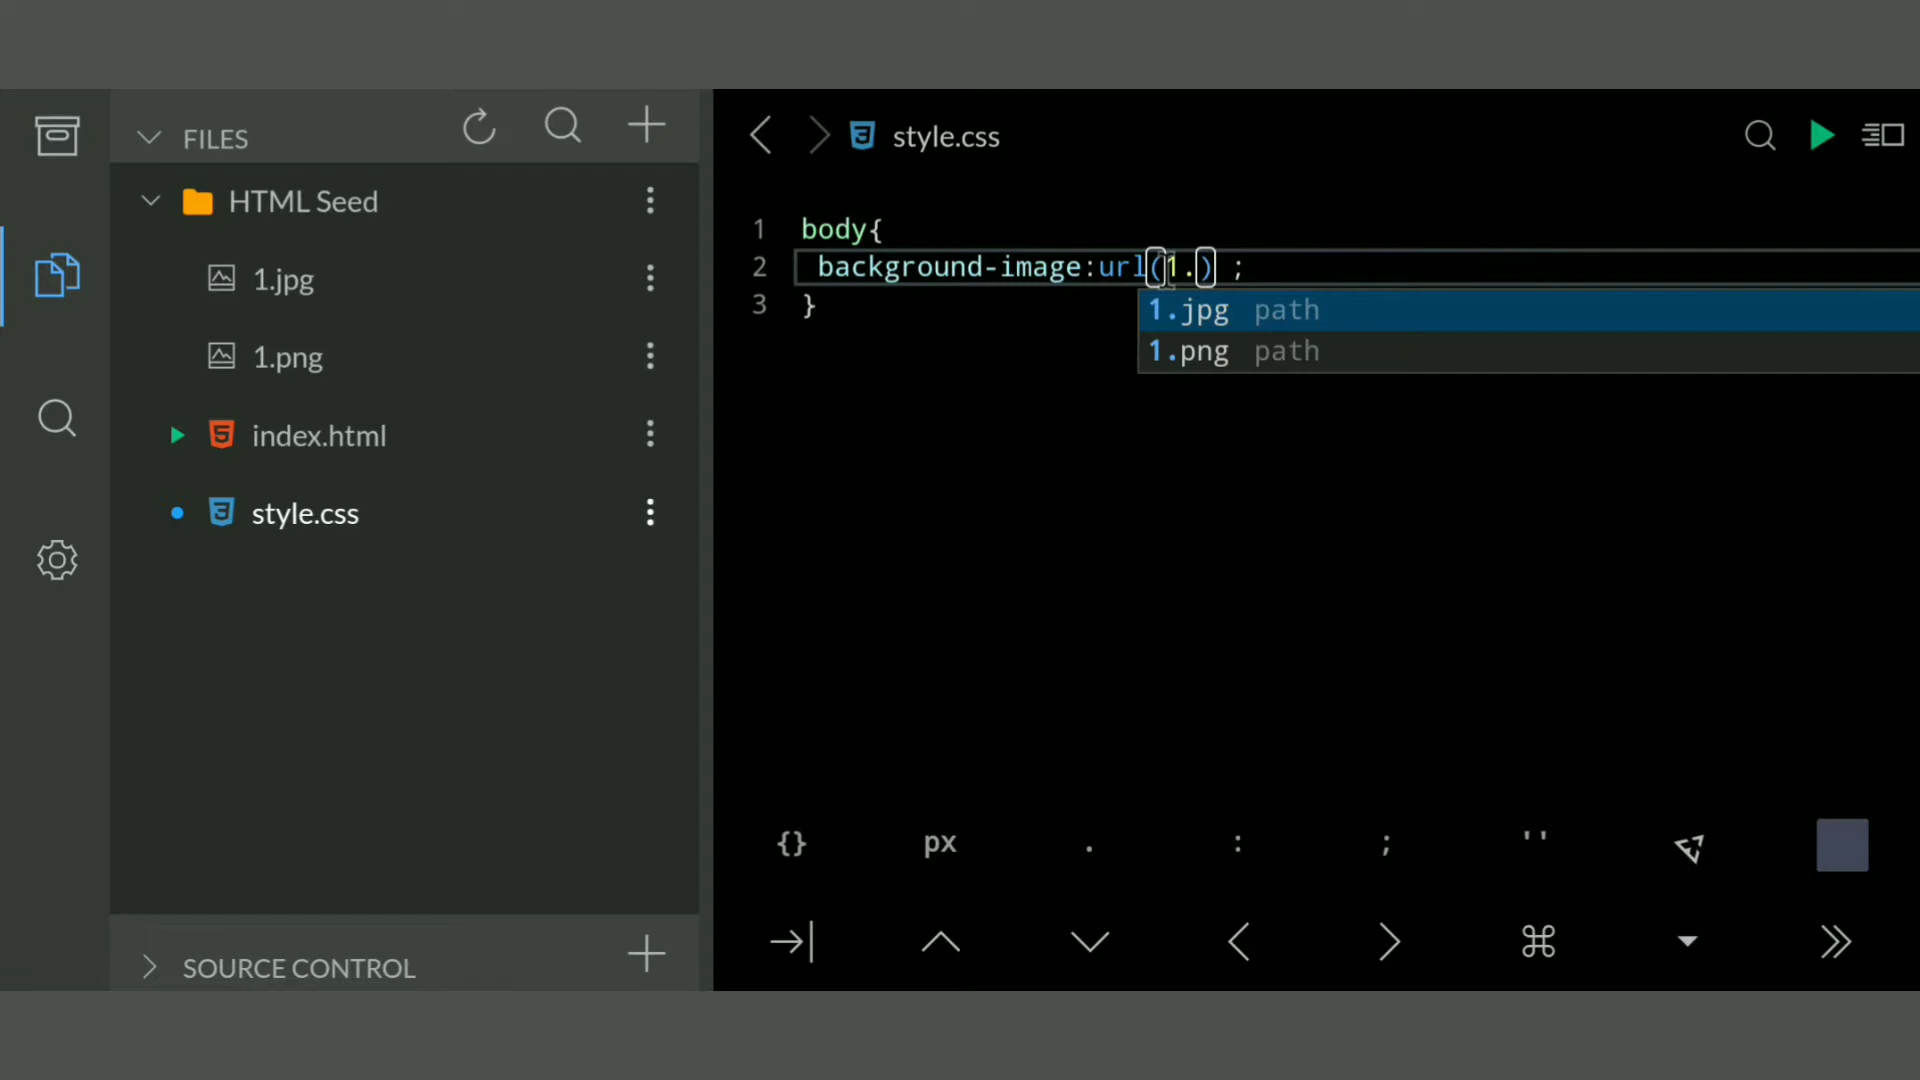 FILES
HTML Seed
1.jpg
1.png
index.html
style.css
SOURCE CONTROL
style.css
1 body{
2 background-image:url(1.) ;
3 }
1.jpg path
1.png path
{} px . : ; ''